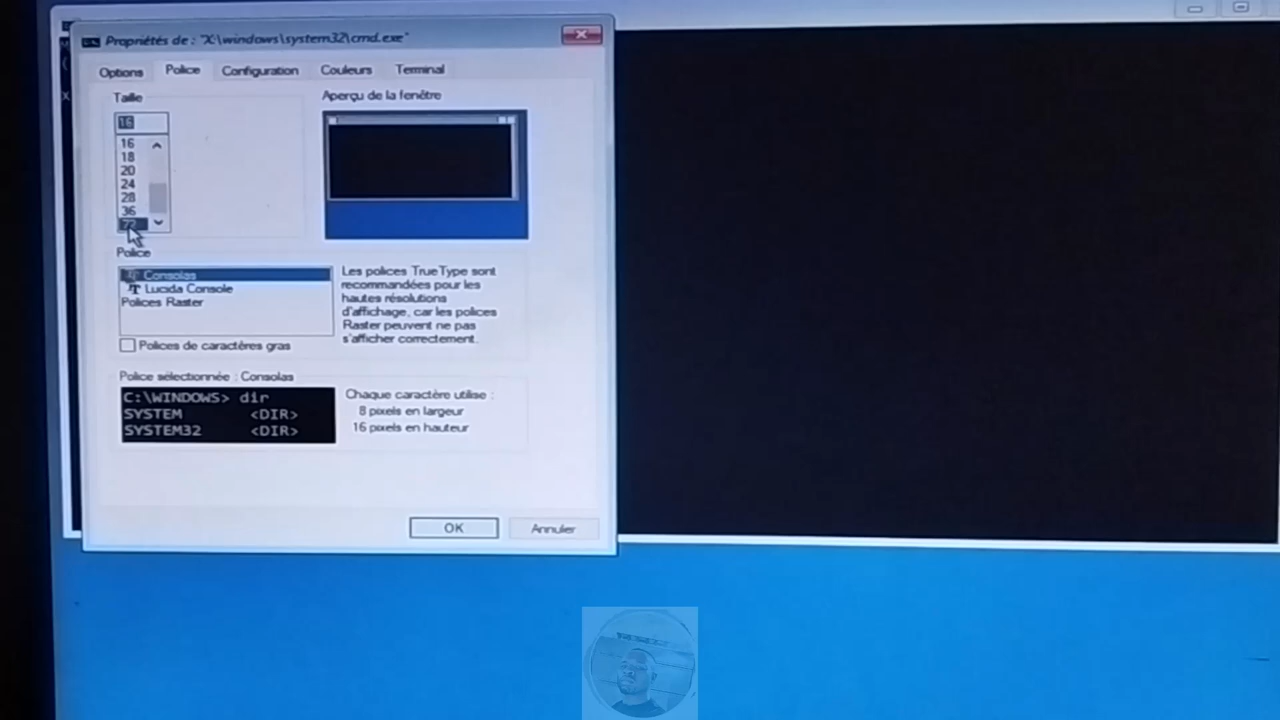 Propriétés de : "X:\windows\system32\cmd.exe"
Options Police Configuration Couleurs Terminal
Taille
16
16
18
20
24
28
36
72
Aperçu de la fenêtre
Police
Consolas
Lucida Console
Polices Raster
Les polices TrueType sont
recommandées pour les
hautes résolutions
d'affichage, car les polices
Raster peuvent ne pas
s'afficher correctement.
Polices de caractères gras
Police sélectionnée : Consolas
C:\WINDOWS> dir
SYSTEM <DIR>
SYSTEM32 <DIR>
Chaque caractère utilise :
8 pixels en largeur
16 pixels en hauteur
OK Annuler